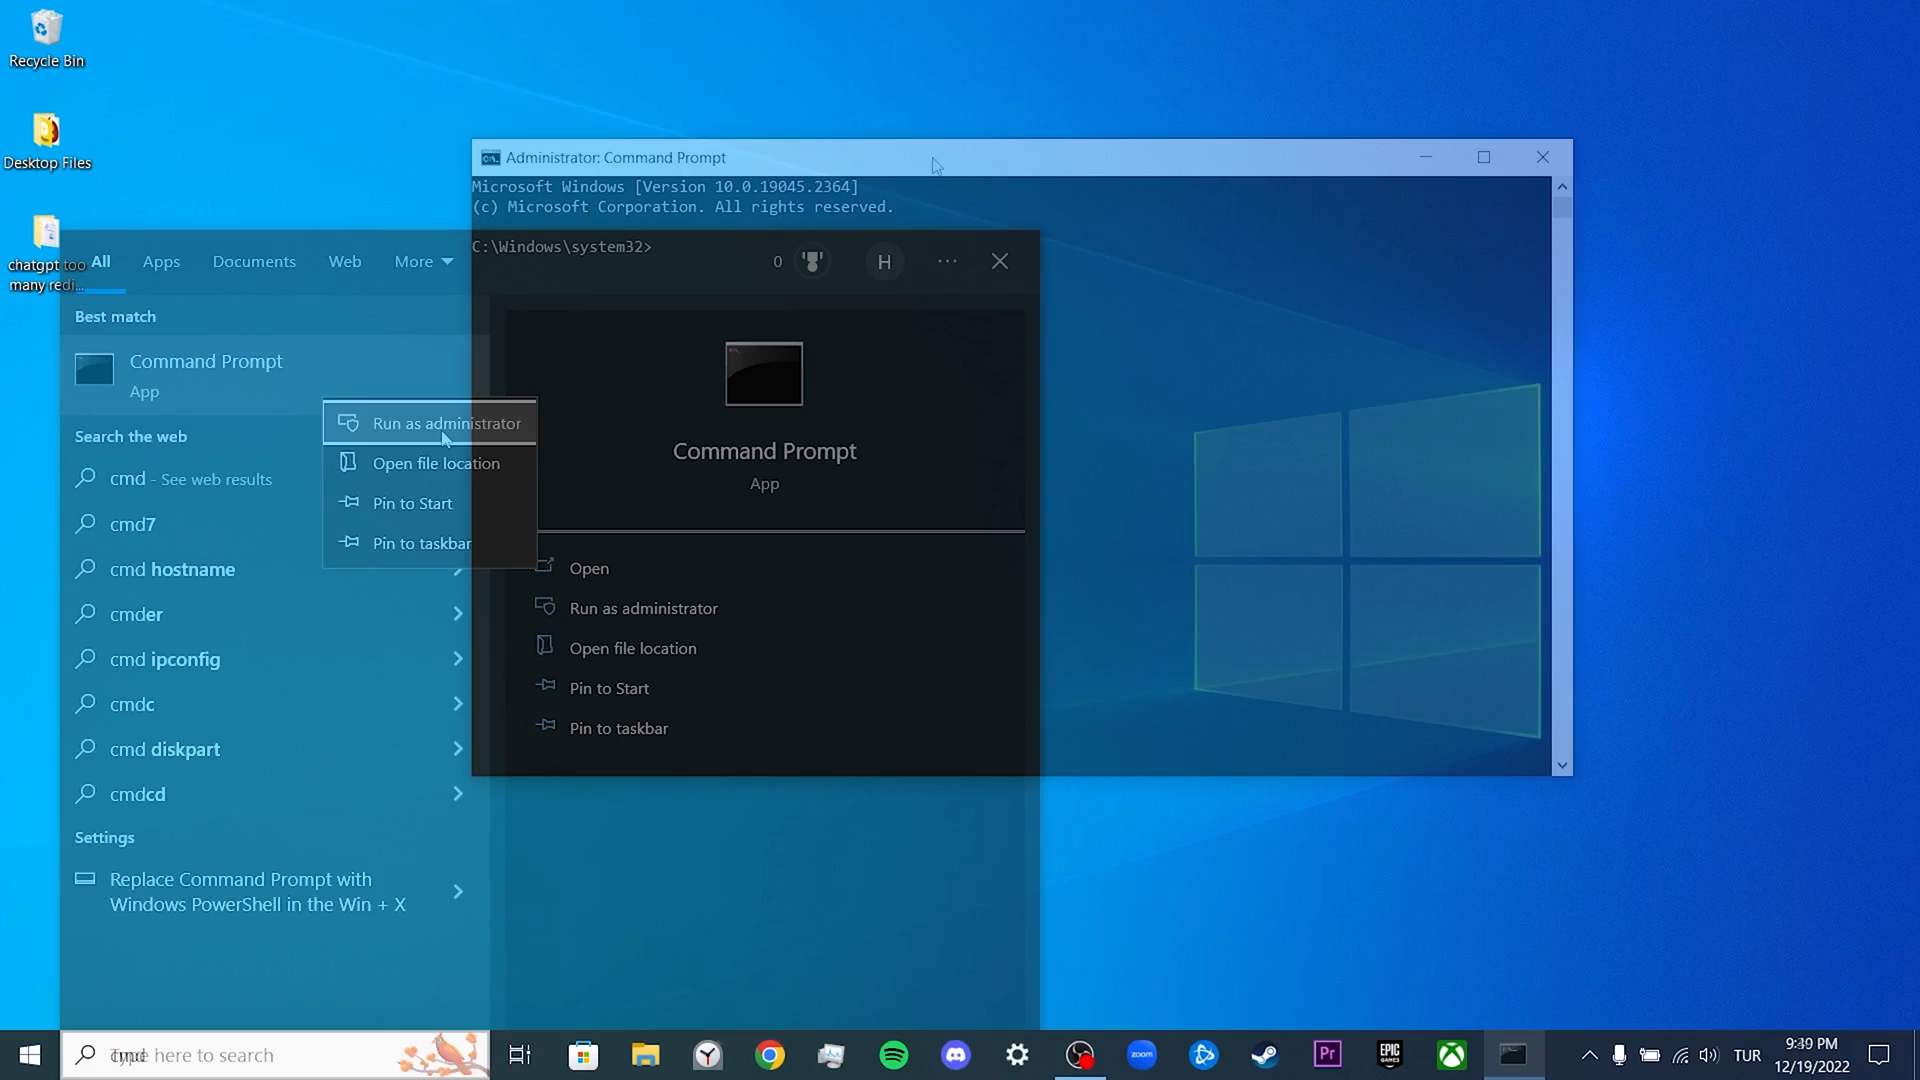 Recycle Bin
Desktop Files
chatgpt too
many redi...
Administrator: Command Prompt
Microsoft Windows [Version 10.0.19045.2364]
(c) Microsoft Corporation. All rights reserved.
C:\Windows\system32>
All
Apps
Documents
Web
More
0
H
Best match
Command Prompt
App
Run as administrator
Open file location
Pin to Start
Pin to taskbar
Search the web
cmd - See web results
cmd7
cmd hostname
cmder
cmd ipconfig
cmdc
cmd diskpart
cmdcd
Settings
Replace Command Prompt with
Windows PowerShell in the Win + X
Command Prompt
App
Open
Run as administrator
Open file location
Pin to Start
Pin to taskbar
here to search
zoom
Pr
EPIC
GAMES
TUR
PM
12/19/2022